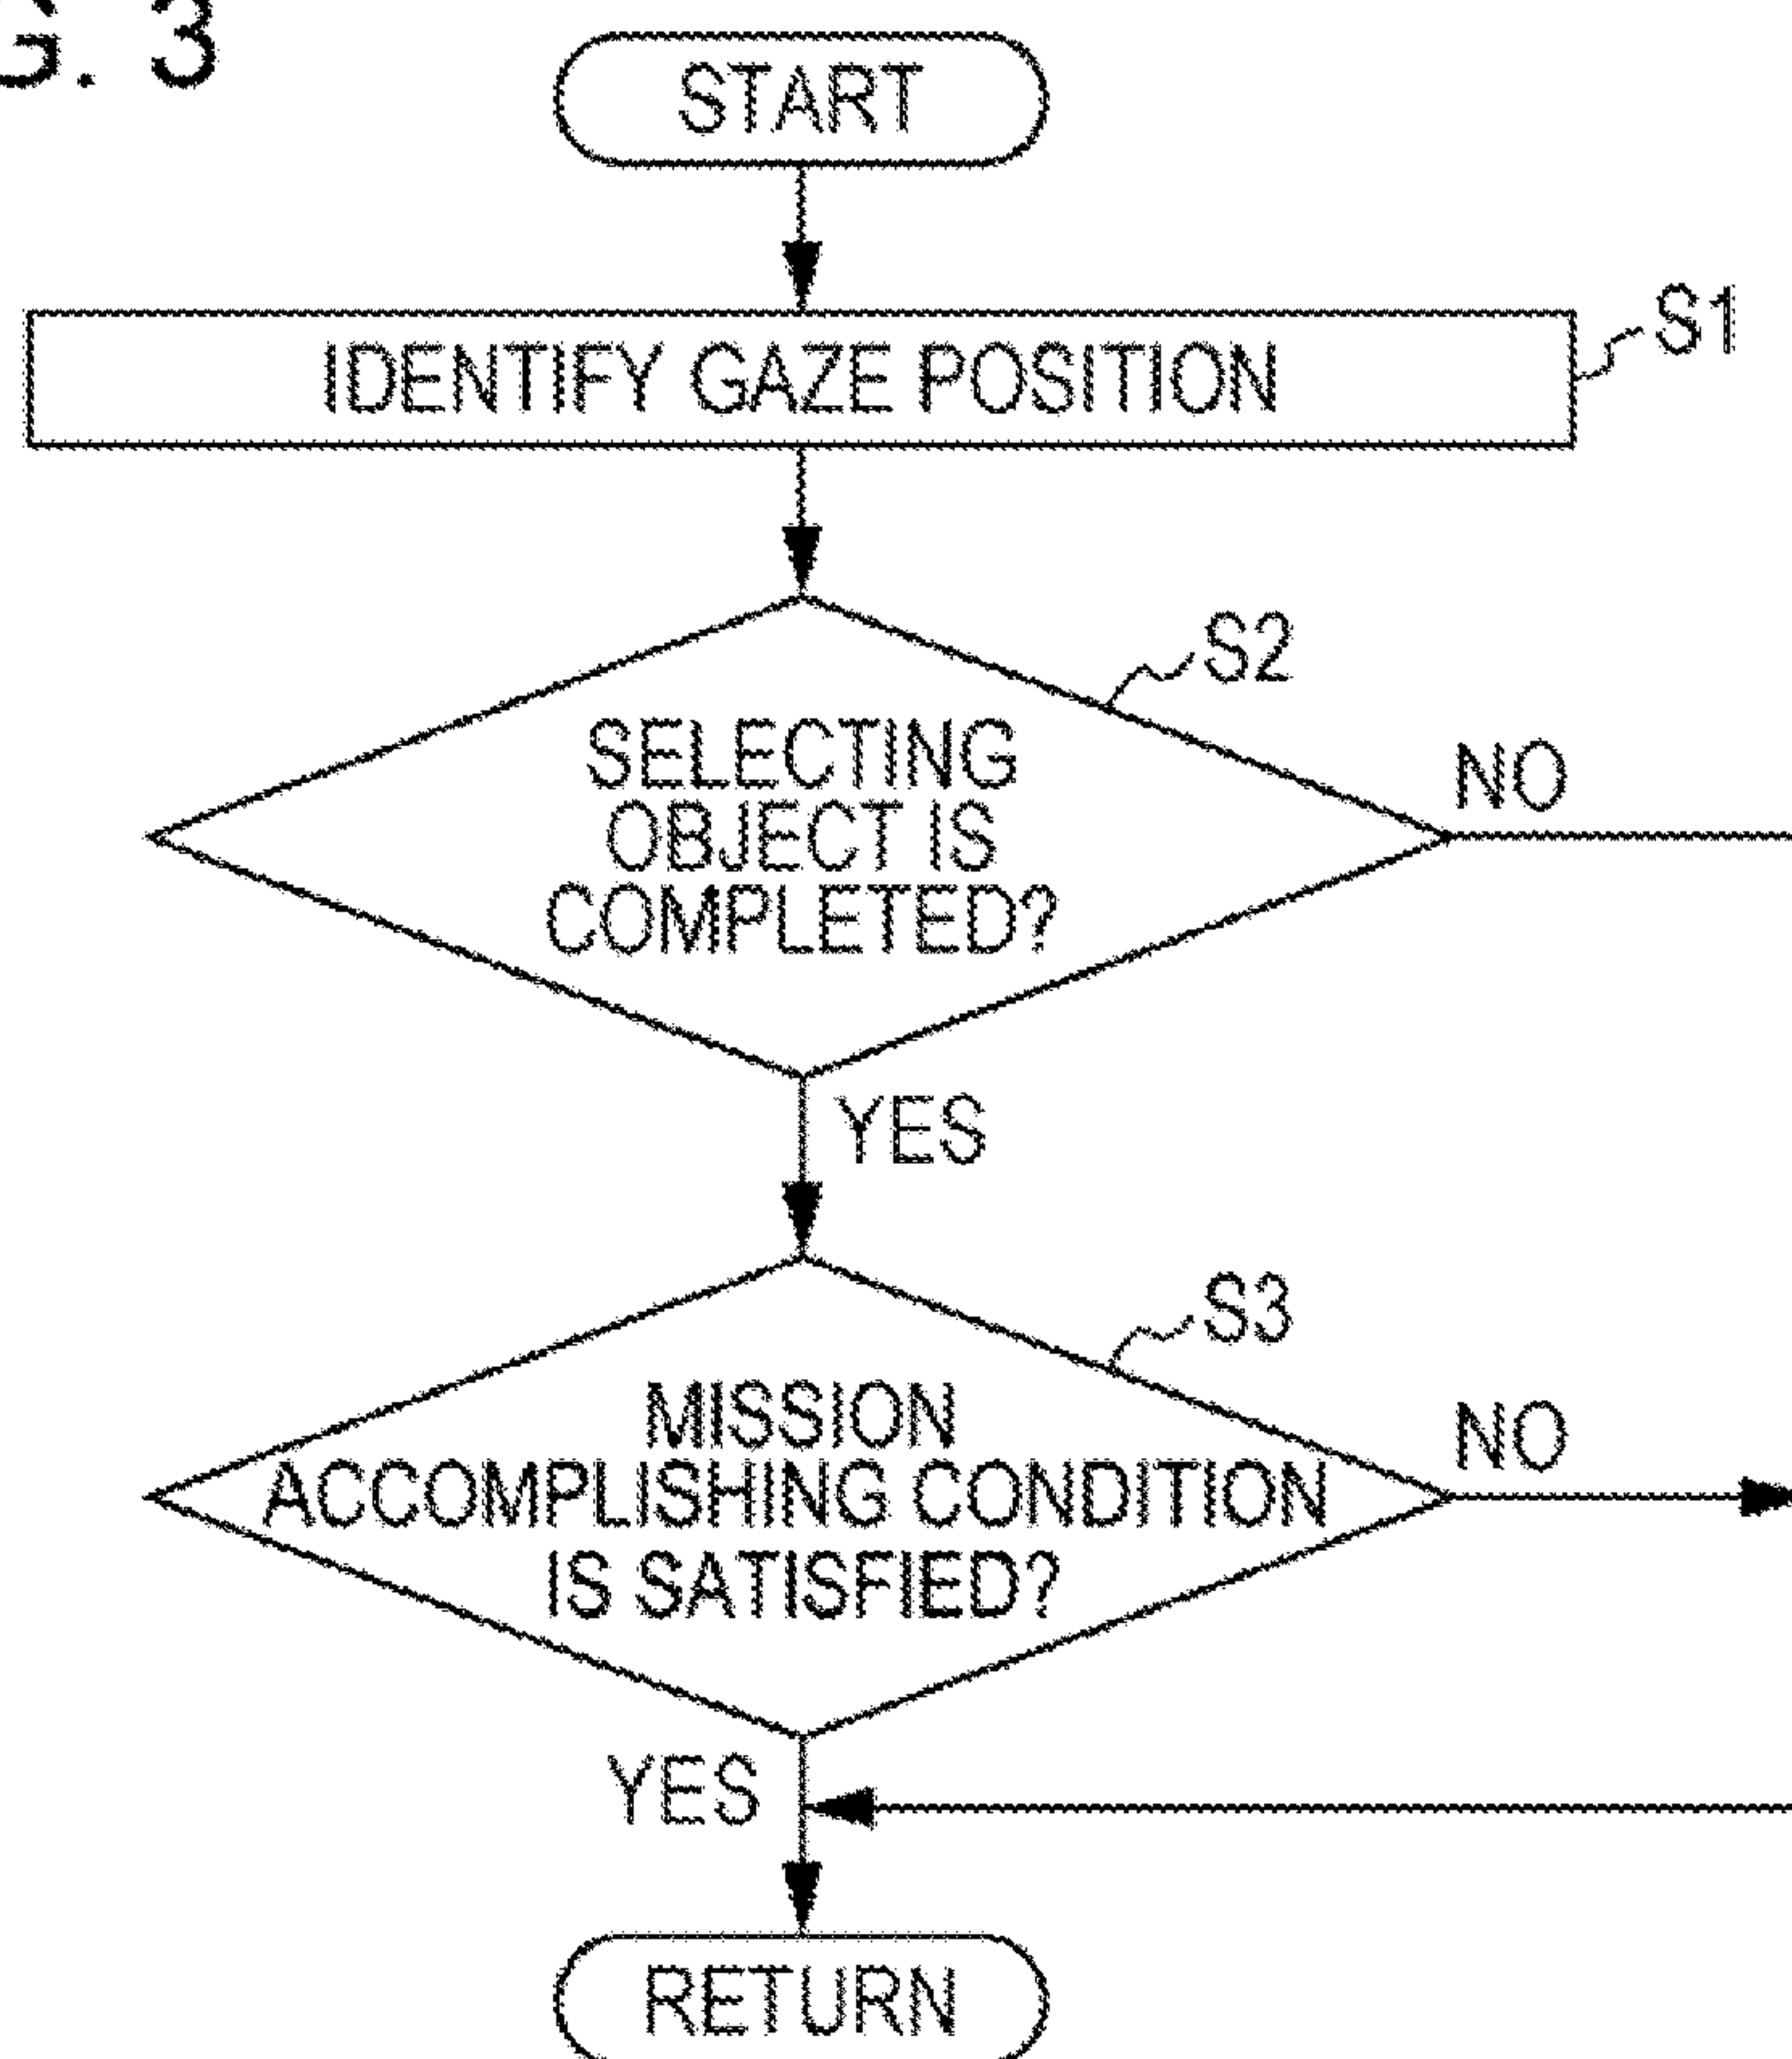 G. 3
START
IDENTIFY GAZE POSITION
S1
S2
SELECTING
OBJECT IS
COMPLETED?
NO
YES
S3
MISSION
ACCOMPLISHING CONDITION
IS SATISFIED?
NO
YES
RETURN